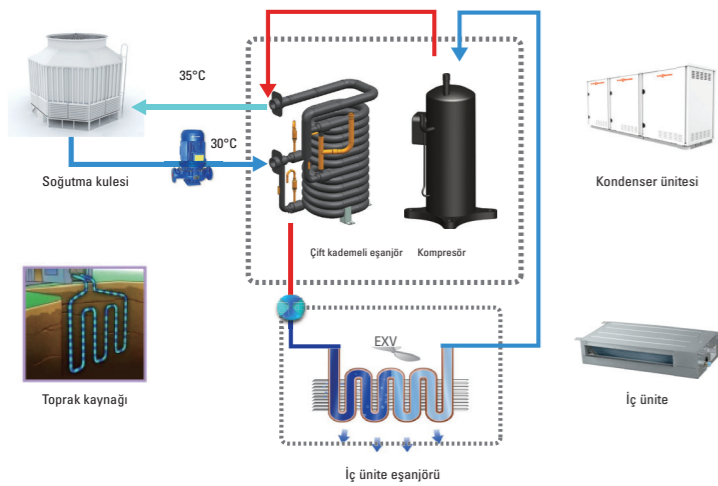 35°C
30°C
Soğutma kulesi
Kondenser ünitesi
Çift kademeli eşanjör
Kompresör
EXV
Toprak kaynağı
İç ünite
İç ünite eşanjörü